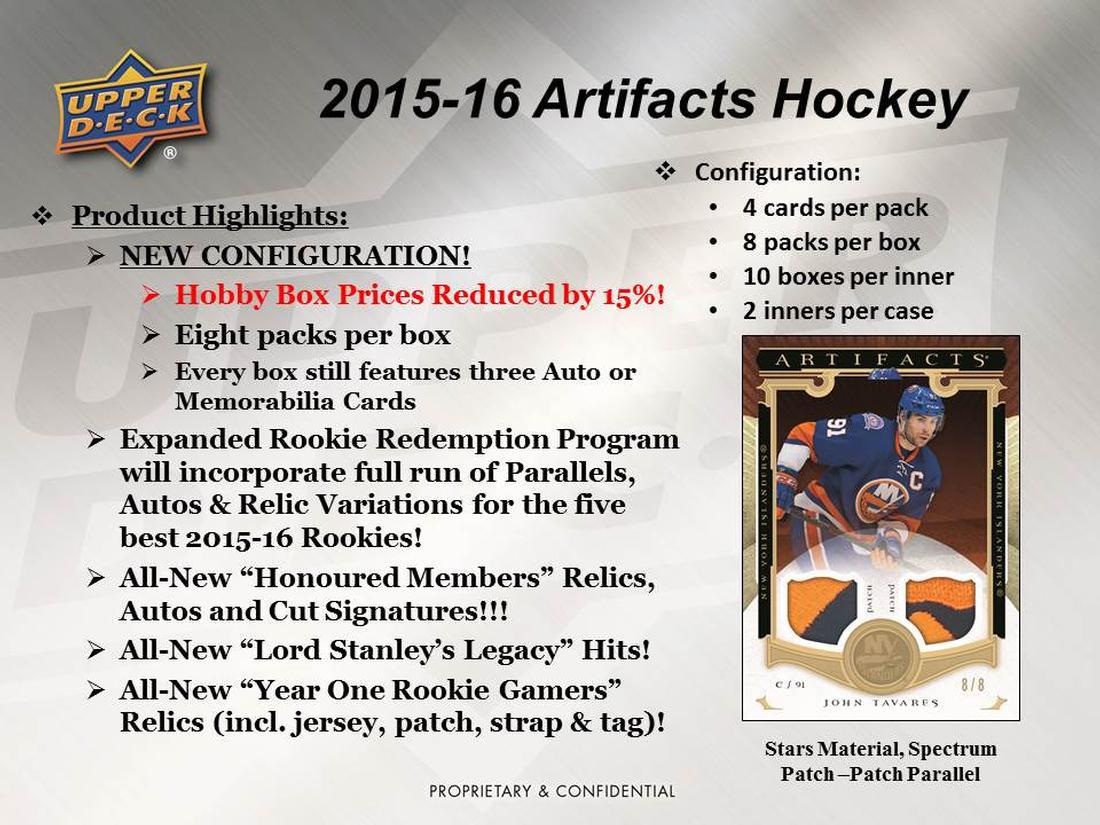 UPPER
D·E·C·K
®
2015-16 Artifacts Hockey
Product Highlights:
NEW CONFIGURATION!
Hobby Box Prices Reduced by 15%!
Eight packs per box
Every box still features three Auto or
Memorabilia Cards
Expanded Rookie Redemption Program
will incorporate full run of Parallels,
Autos & Relic Variations for the five
best 2015-16 Rookies!
All-New “Honoured Members” Relics,
Autos and Cut Signatures!!!
All-New “Lord Stanley’s Legacy” Hits!
All-New “Year One Rookie Gamers”
Relics (incl. jersey, patch, strap & tag)!
Configuration:
4 cards per pack
8 packs per box
10 boxes per inner
2 inners per case
ARTIFACTS
91
C
NY
NEW YORK ISLANDERS®
NEW YORK ISLANDERS®
PATCH
PATCH
NY
C / 91
8/8
JOHN TAVARES
Stars Material, Spectrum
Patch –Patch Parallel
PROPRIETARY & CONFIDENTIAL